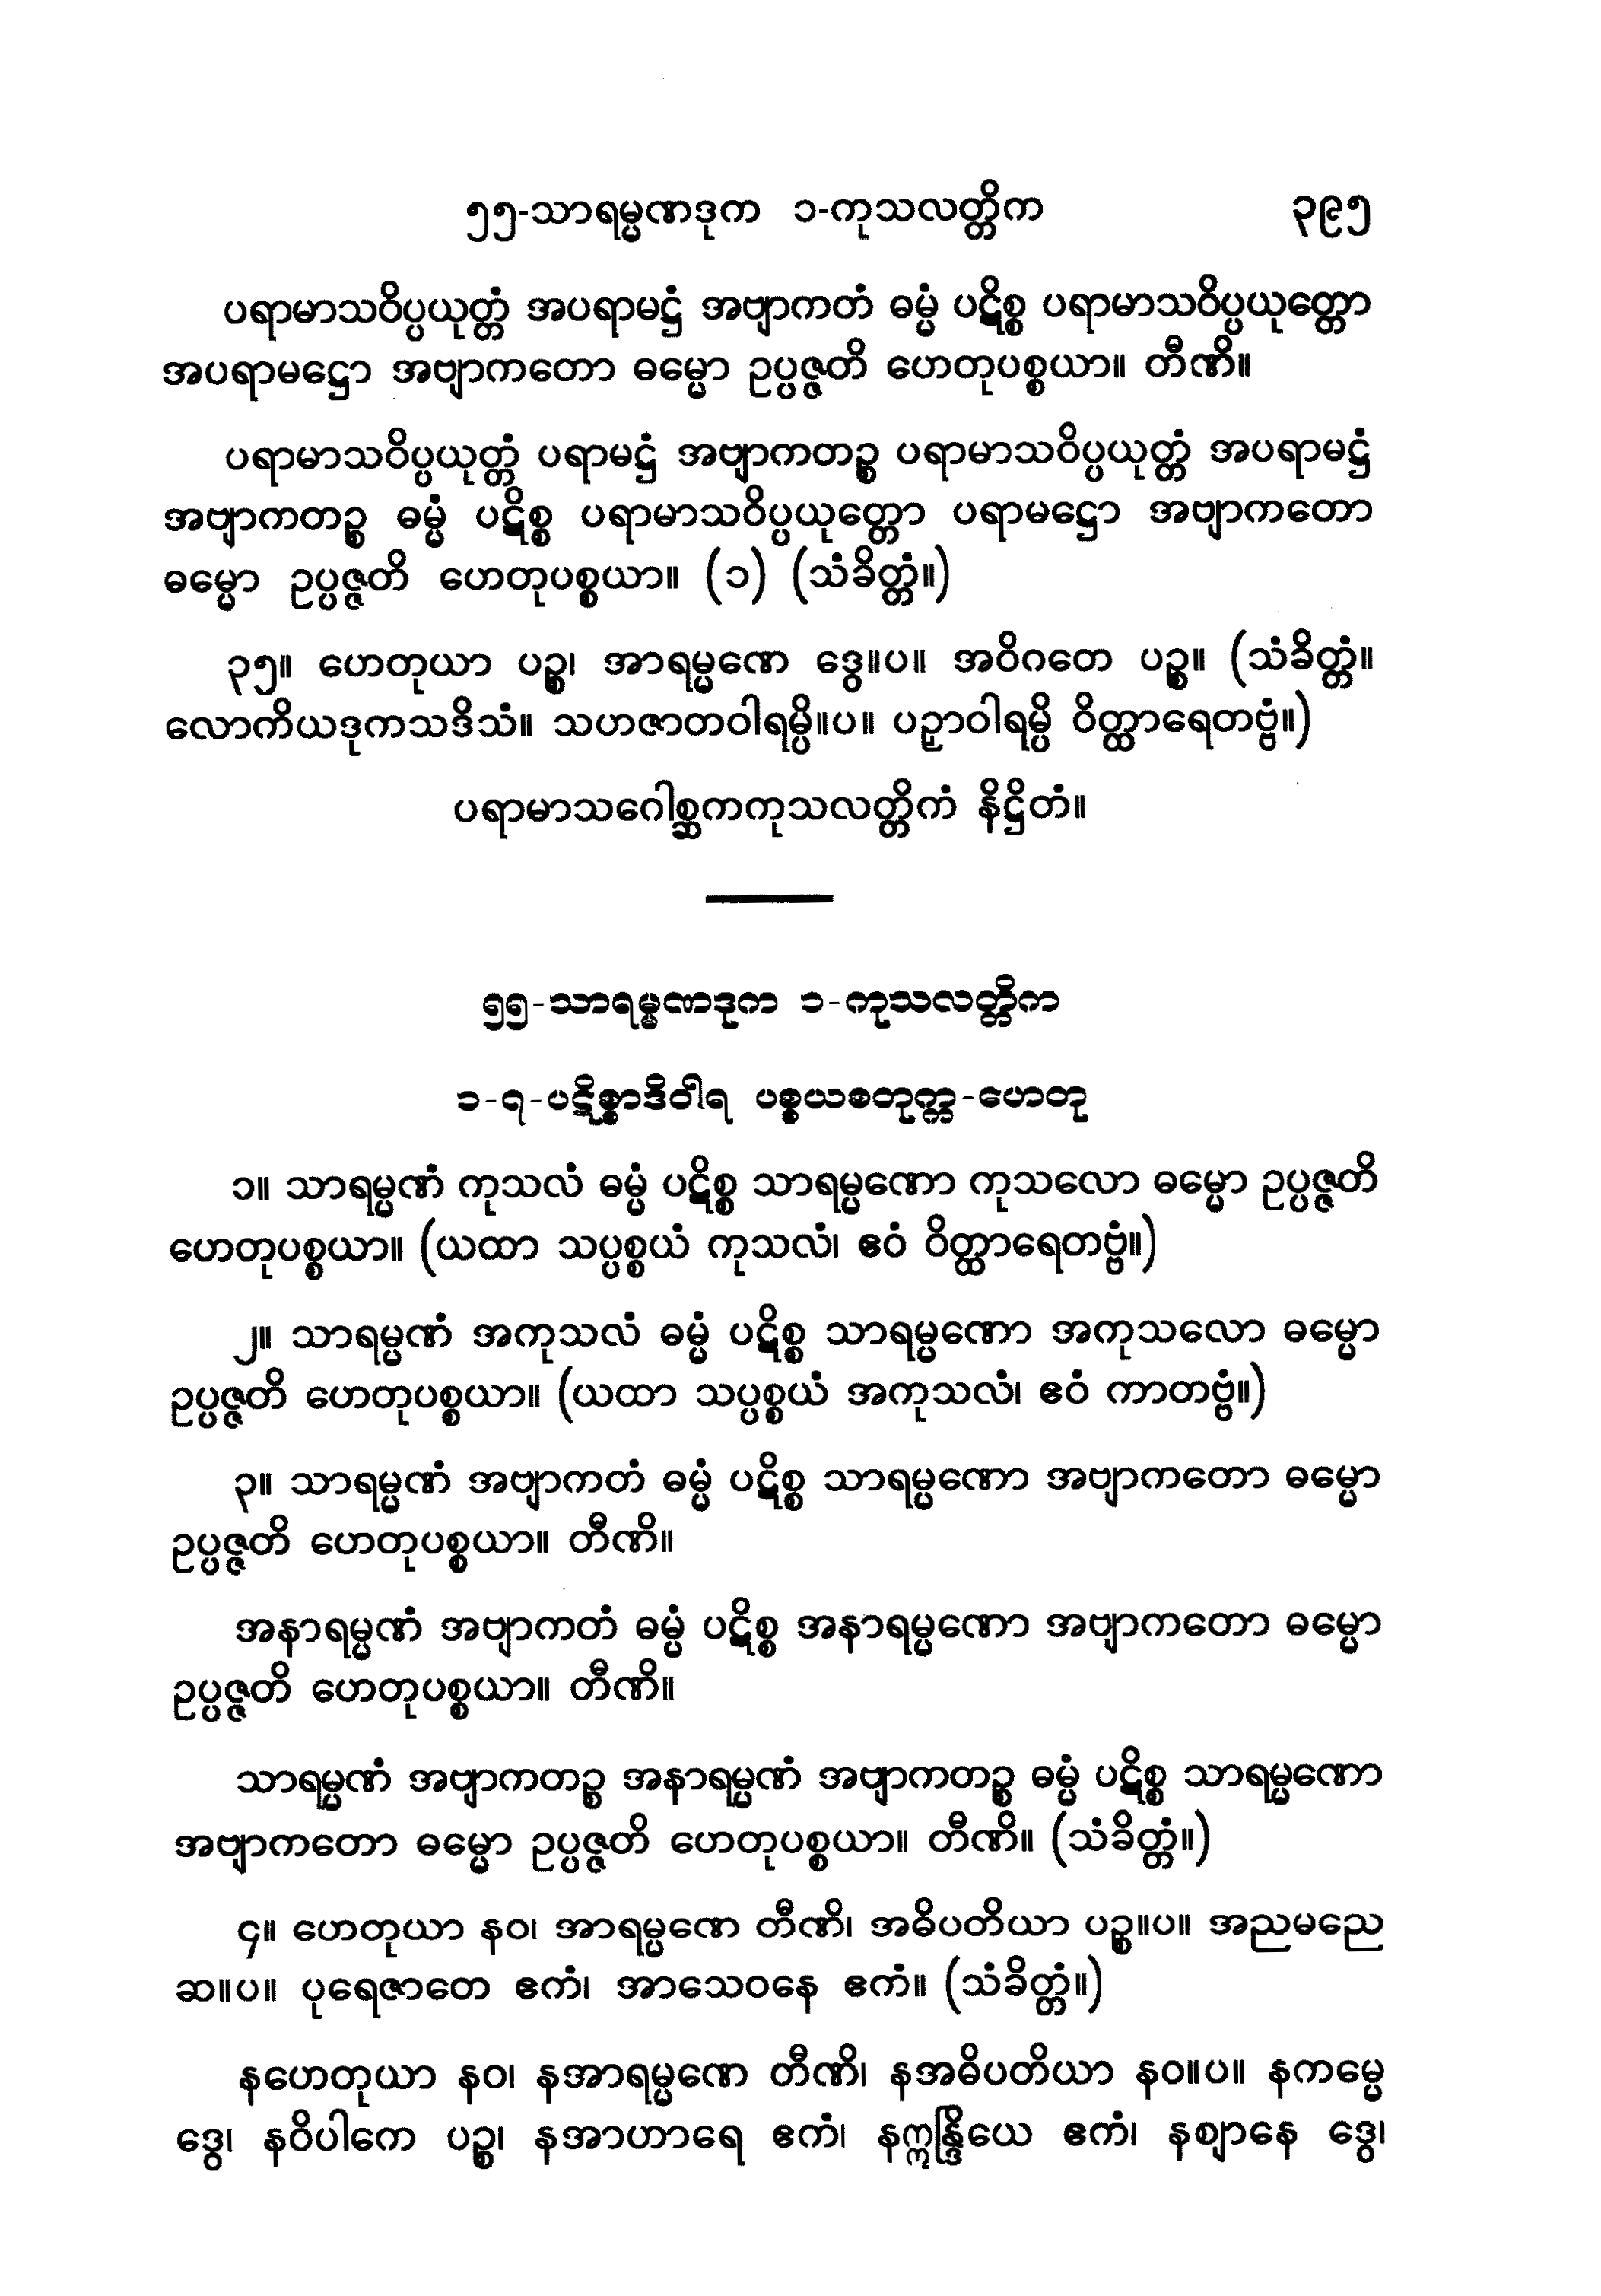 ၅၅-သာရမ္မဏဒုက ၁-ကုသလတ္တိက ၃၉၅
ပရာမာသဝိပ္ပယုတ္တံ အပရာမဋ္ဌံ အဗျာကတံ ဓမ္မံ ပဋိစ္စ ပရာမာသဝိပ္ပယုတ္တော
အပရာမဋ္ဌော အဗျာကတော ဓမ္မော ဥပ္ပဇ္ဇတိ ဟေတုပစ္စယာ။ တီဏိ။
ပရာမာသဝိပ္ပယုတ္တံ ပရာမဋ္ဌံ အဗျာကတဉ္စ ပရာမာသဝိပ္ပယုတ္တံ အပရာမဋ္ဌံ
အဗျာကတဉ္စ ဓမ္မံ ပဋိစ္စ ပရာမာသဝိပ္ပယုတ္တော ပရာမဋ္ဌော အဗျာကတော
ဓမ္မော ဥပ္ပဇ္ဇတိ ဟေတုပစ္စယာ။ (၁) (သံခိတ္တံ။)
၃၅။ ဟေတုယာ ပဉ္စ၊ အာရမ္မဏေ ဒွေ။ပ။ အဝိဂတေ ပဉ္စ။ (သံခိတ္တံ။
လောကိယဒုကသဒိသံ။ သဟဇာတဝါရမ္ပိ။ပ။ ပဉှာဝါရမ္ပိ ဝိတ္ထာရေတဗ္ဗံ။)
ပရာမာသဂေါစ္ဆကကုသလတ္တိကံ နိဋ္ဌိတံ။
၅၅-သာရမ္မဏဒုက ၁-ကုသလတ္တိက
၁-၇-ပဋိစ္စာဒိဝါရ ပစ္စယစတုက္က-ဟေတု
၁။ သာရမ္မဏံ ကုသလံ ဓမ္မံ ပဋိစ္စ သာရမ္မဏော ကုသလော ဓမ္မော ဥပ္ပဇ္ဇတိ
ဟေတုပစ္စယာ။ (ယထာ သပ္ပစ္စယံ ကုသလံ၊ ဧဝံ ဝိတ္ထာရေတဗ္ဗံ။)
၂။ သာရမ္မဏံ အကုသလံ ဓမ္မံ ပဋိစ္စ သာရမ္မဏော အကုသလော ဓမ္မော
ဥပ္ပဇ္ဇတိ ဟေတုပစ္စယာ။ (ယထာ သပ္ပစ္စယံ အကုသလံ၊ ဧဝံ ကာတဗ္ဗံ။)
၃။ သာရမ္မဏံ အဗျာကတံ ဓမ္မံ ပဋိစ္စ သာရမ္မဏော အဗျာကတော ဓမ္မော
ဥပ္ပဇ္ဇတိ ဟေတုပစ္စယာ။ တီဏိ။
အနာရမ္မဏံ အဗျာကတံ ဓမ္မံ ပဋိစ္စ အနာရမ္မဏော အဗျာကတော ဓမ္မော
ဥပ္ပဇ္ဇတိ ဟေတုပစ္စယာ။ တီဏိ။
သာရမ္မဏံ အဗျာကတဉ္စ အနာရမ္မဏံ အဗျာကတဉ္စ ဓမ္မံ ပဋိစ္စ သာရမ္မဏော
အဗျာကတော ဓမ္မော ဥပ္ပဇ္ဇတိ ဟေတုပစ္စယာ။ တီဏိ။ (သံခိတ္တံ။)
၄။ ဟေတုယာ နဝ၊ အာရမ္မဏေ တီဏိ၊ အဓိပတိယာ ပဉ္စ။ပ။ အညမညေ
ဆ။ပ။ ပုရေဇာတေ ဧကံ၊ အာသေဝနေ ဧကံ။ (သံခိတ္တံ။)
နဟေတုယာ နဝ၊ နအာရမ္မဏေ တီဏိ၊ နအဓိပတိယာ နဝ။ပ။ နကမ္မေ
ဒွေ၊ နဝိပါကေ ပဉ္စ၊ နအာဟာရေ ဧကံ၊ နဣန္ဒြိယေ ဧကံ၊ နဈာနေ ဒွေ၊